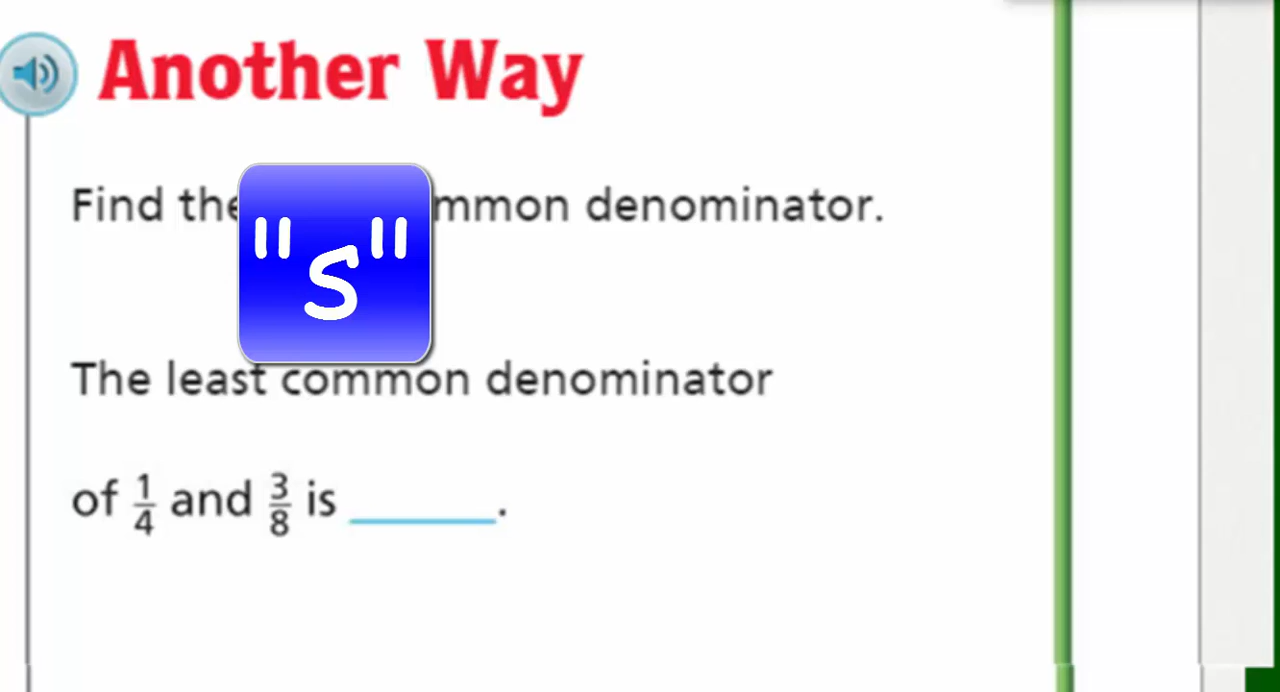 Another Way
Find the mmon denominator.
"s"
The least common denominator
of 1/4 and 3/8 is ______.